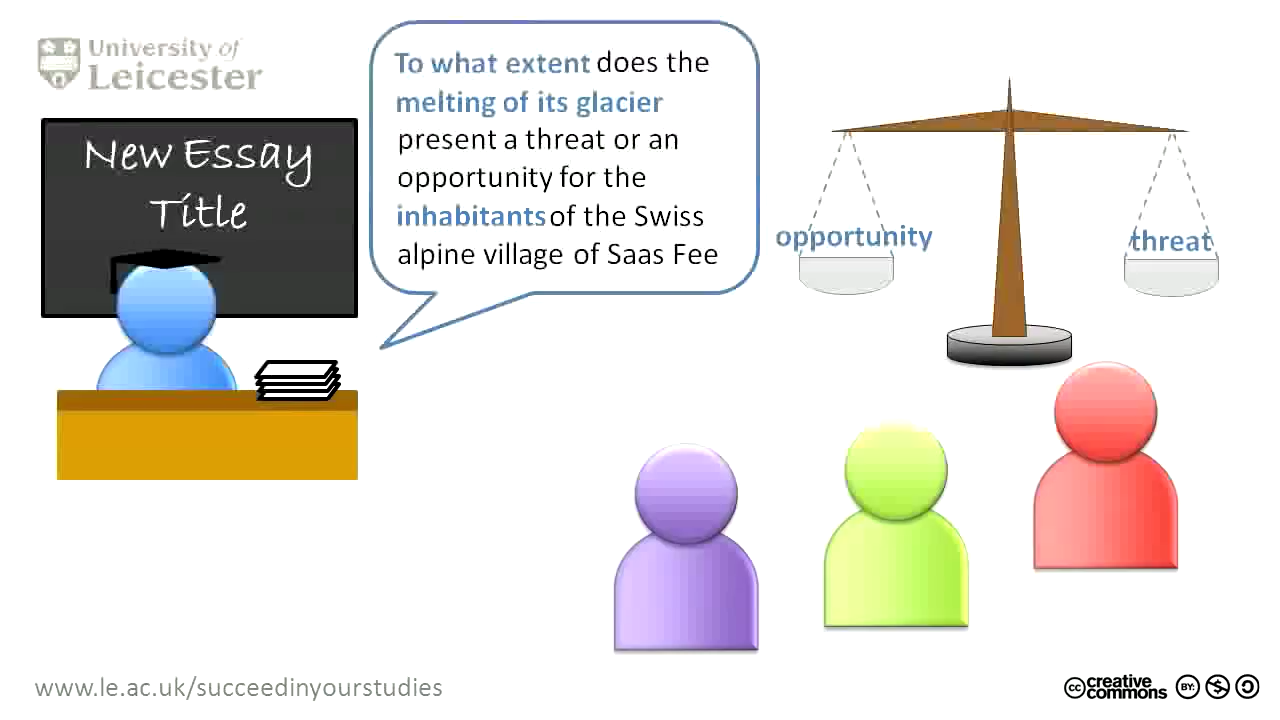 University of
Leicester
New Essay
Title
To what extent does the
melting of its glacier
present a threat or an
opportunity for the
inhabitants of the Swiss
alpine village of Saas Fee
opportunity
threat
www.le.ac.uk/succeedinyourstudies
cc creative commons BY: $